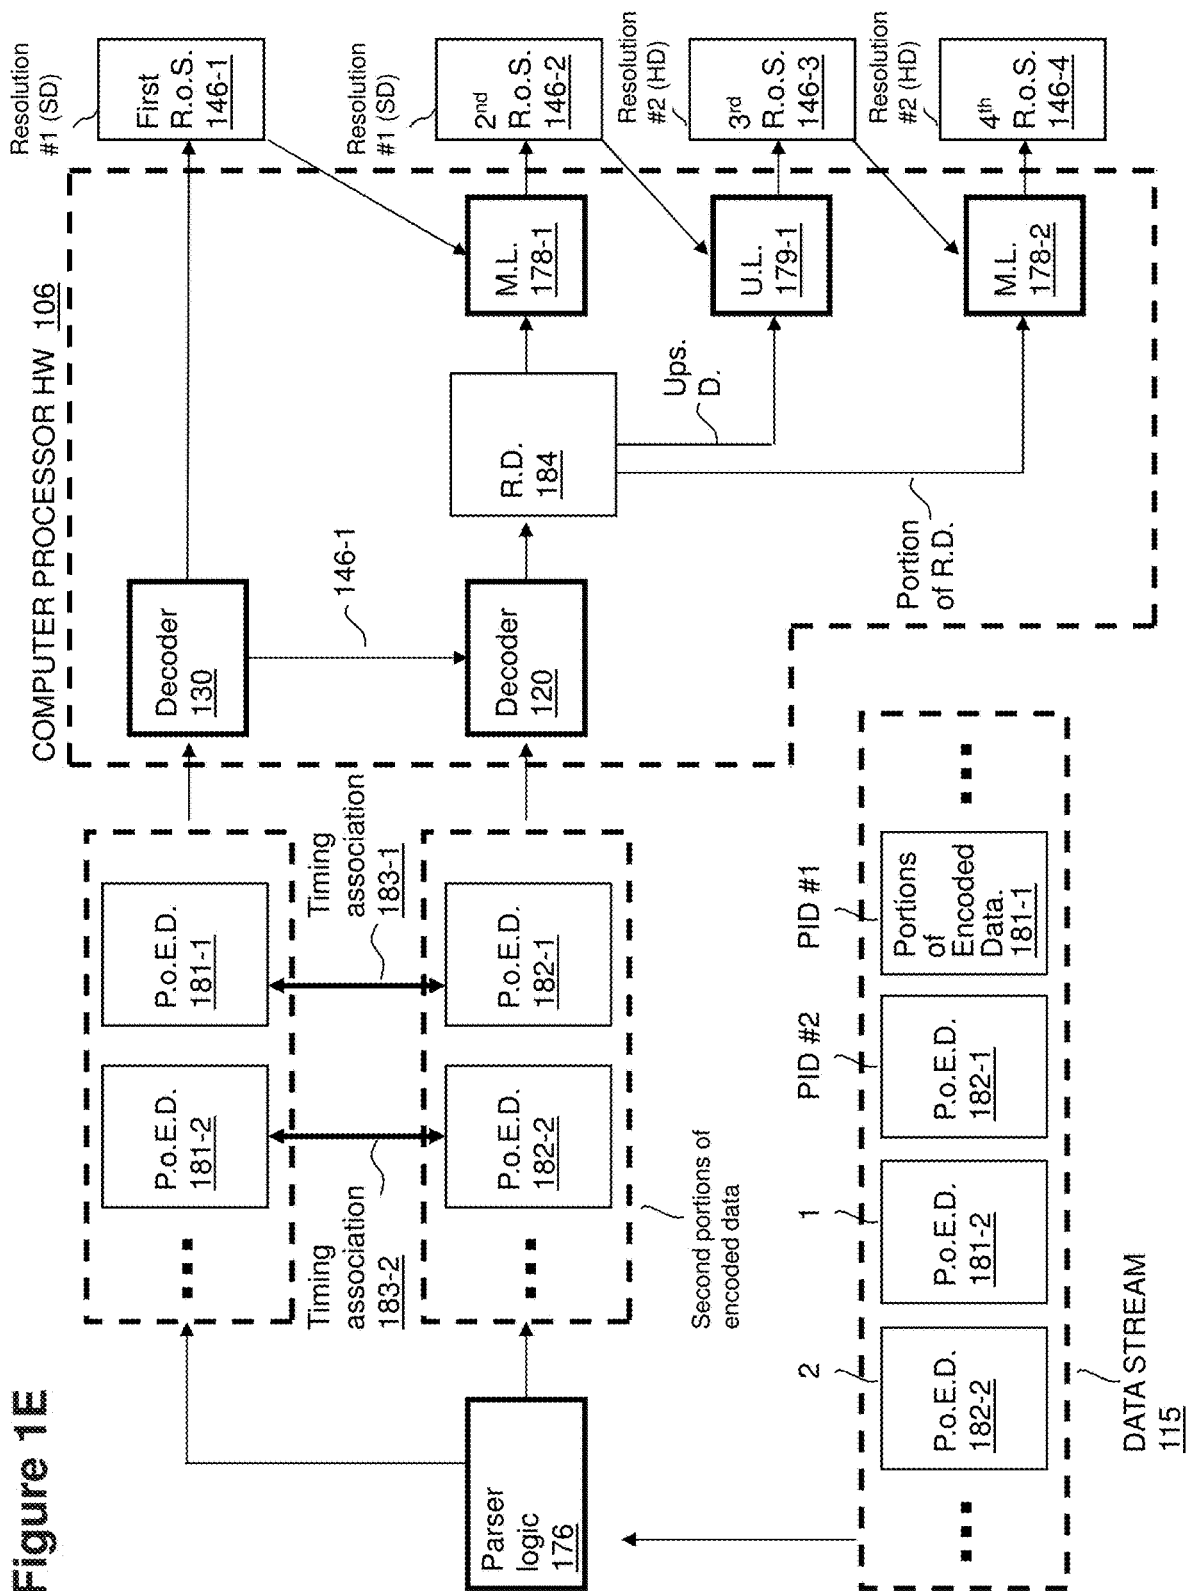 Figure 1E
COMPUTER PROCESSOR HW 106
Resolution
#1 (SD)
First
R.o.S.
146-1
Resolution
#1 (SD)
2nd
R.o.S.
146-2
Resolution
#2 (HD)
3rd
R.o.S.
146-3
Resolution
#2 (HD)
4th
R.o.S.
146-4
Decoder
130
146-1
Decoder
120
R.D.
184
M.L.
178-1
U.L.
179-1
M.L.
178-2
Ups.
D.
Portion
of R.D.
P.o.E.D.
181-2
P.o.E.D.
181-1
Timing
association
183-2
Timing
association
183-1
P.o.E.D.
182-2
P.o.E.D.
182-1
Second portions of
encoded data
Parser
logic
176
2
1
PID #2
PID #1
P.o.E.D.
182-2
P.o.E.D.
181-2
P.o.E.D.
182-1
Portions
of
Encoded
Data.
181-1
DATA STREAM
115